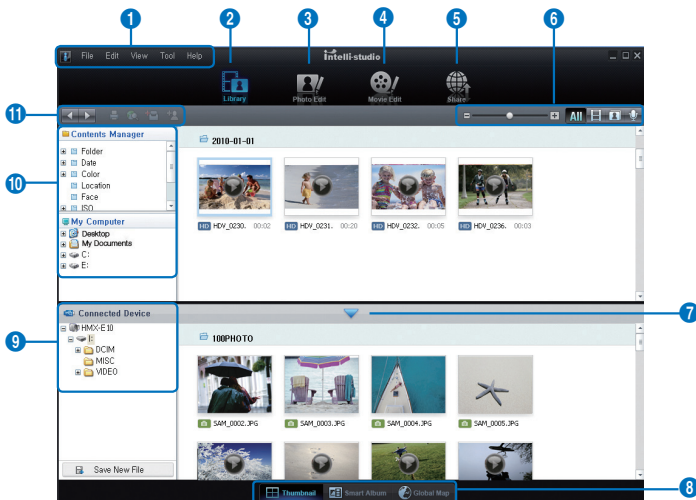 1
2
3
4
5
6
File Edit View Tool Help
intelli-studio
Library
Photo Edit
Movie Edit
Share
11
All
Contents Manager
2010-01-01
Folder
Date
Color
Location
Face
ISO
10
HD HDV_0230. 00:02
HD HDV_0231. 00:20
HD HDV_0232. 00:05
HD HDV_0236. 00:03
My Computer
Desktop
My Documents
C:
E:
Connected Device
7
9
HMX-E10
I:
DCIM
MISC
VIDEO
100PHOTO
SAM_0002.JPG
SAM_0003.JPG
SAM_0004.JPG
SAM_0005.JPG
Save New File
Thumbnail
Smart Album
Global Map
8